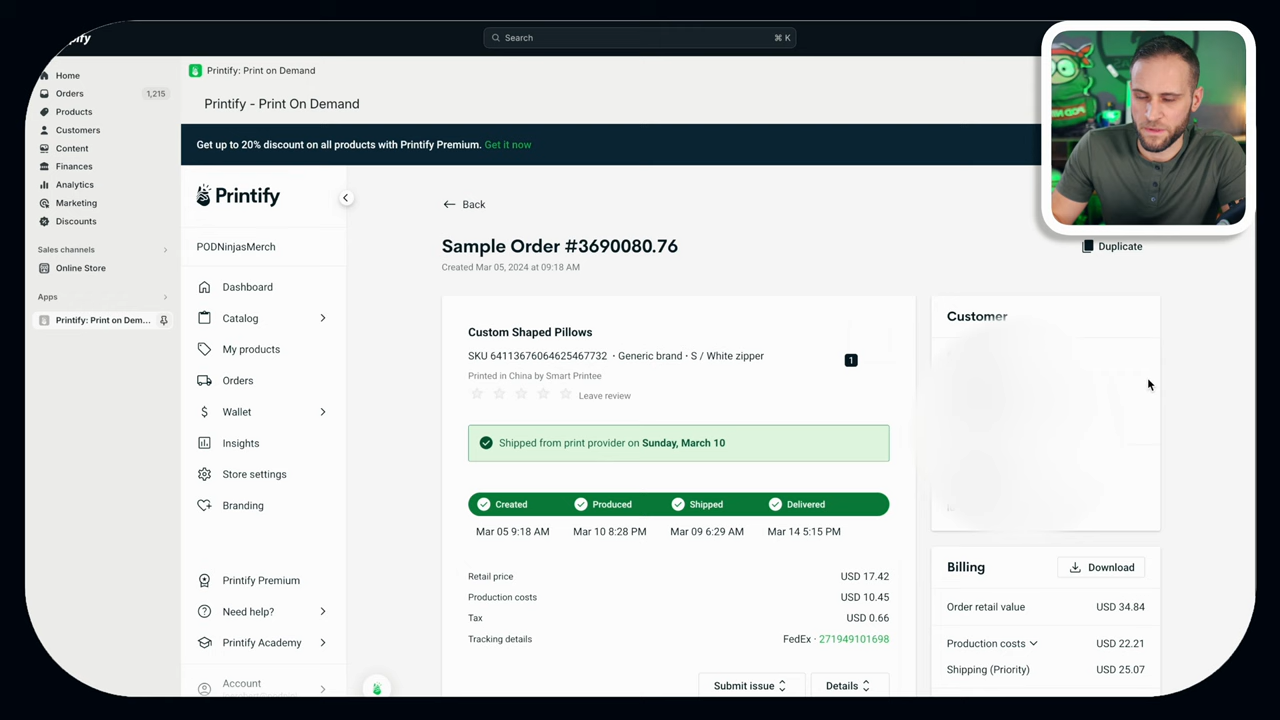 Search
⌘ K
Home
Orders
1,215
Products
Customers
Content
Finances
Analytics
Marketing
Discounts
Sales channels
Online Store
Apps
Printify: Print on Dem...
Printify: Print on Demand
Printify - Print On Demand
Get up to 20% discount on all products with Printify Premium. Get it now
Printify
PODNinjasMerch
Dashboard
Catalog
My products
Orders
Wallet
Insights
Store settings
Branding
Printify Premium
Need help?
Printify Academy
Account
Back
Sample Order #3690080.76
Created Mar 05, 2024 at 09:18 AM
Duplicate
Custom Shaped Pillows
SKU 64113676064625467732 · Generic brand · S / White zipper
1
Printed in China by Smart Printee
Leave review
Shipped from print provider on Sunday, March 10
Created Produced Shipped Delivered
Mar 05 9:18 AM Mar 10 8:28 PM Mar 09 6:29 AM Mar 14 5:15 PM
Retail price USD 17.42
Production costs USD 10.45
Tax USD 0.66
Tracking details FedEx · 271949101698
Submit issue Details
Customer
Billing Download
Order retail value USD 34.84
Production costs USD 22.21
Shipping (Priority) USD 25.07